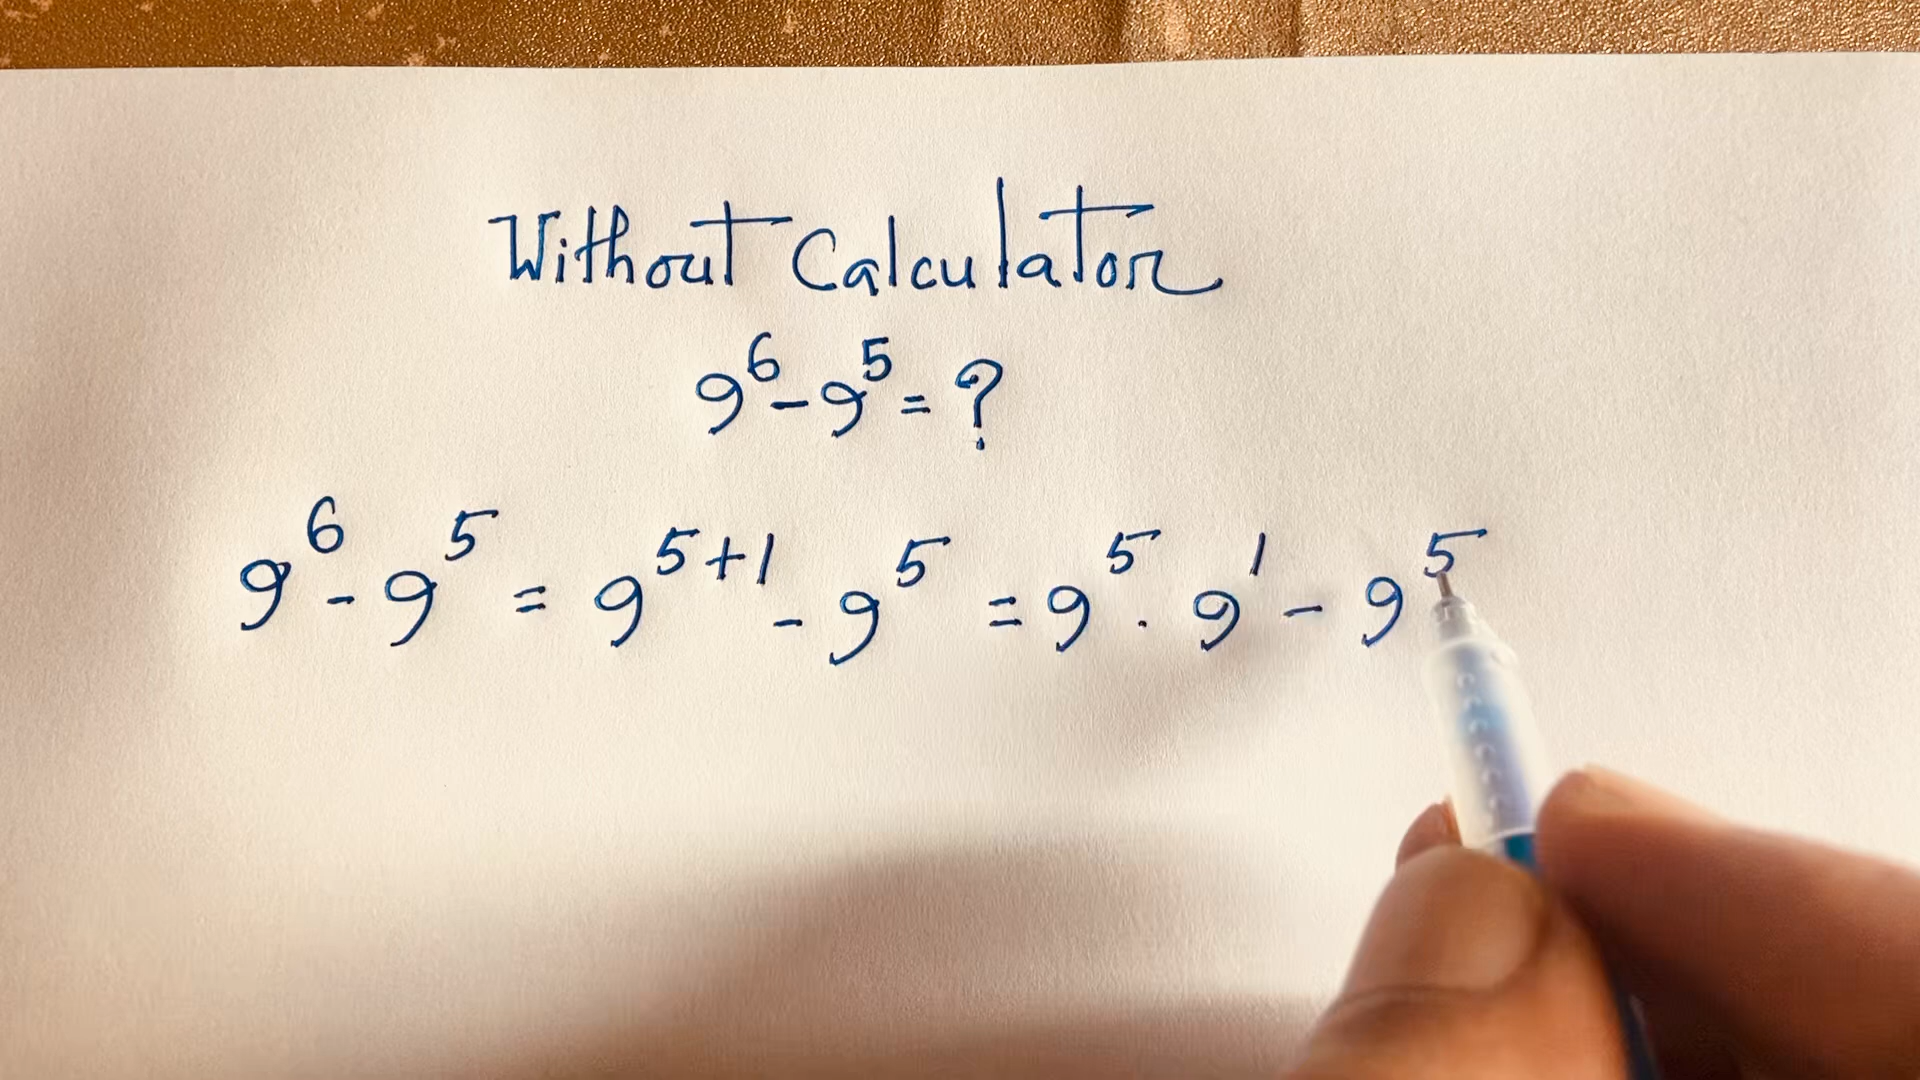 Without Calculator
9⁶ - 9⁵ = ?
9⁶ - 9⁵ = 9⁵⁺¹ - 9⁵ = 9⁵ . 9¹ - 9⁵